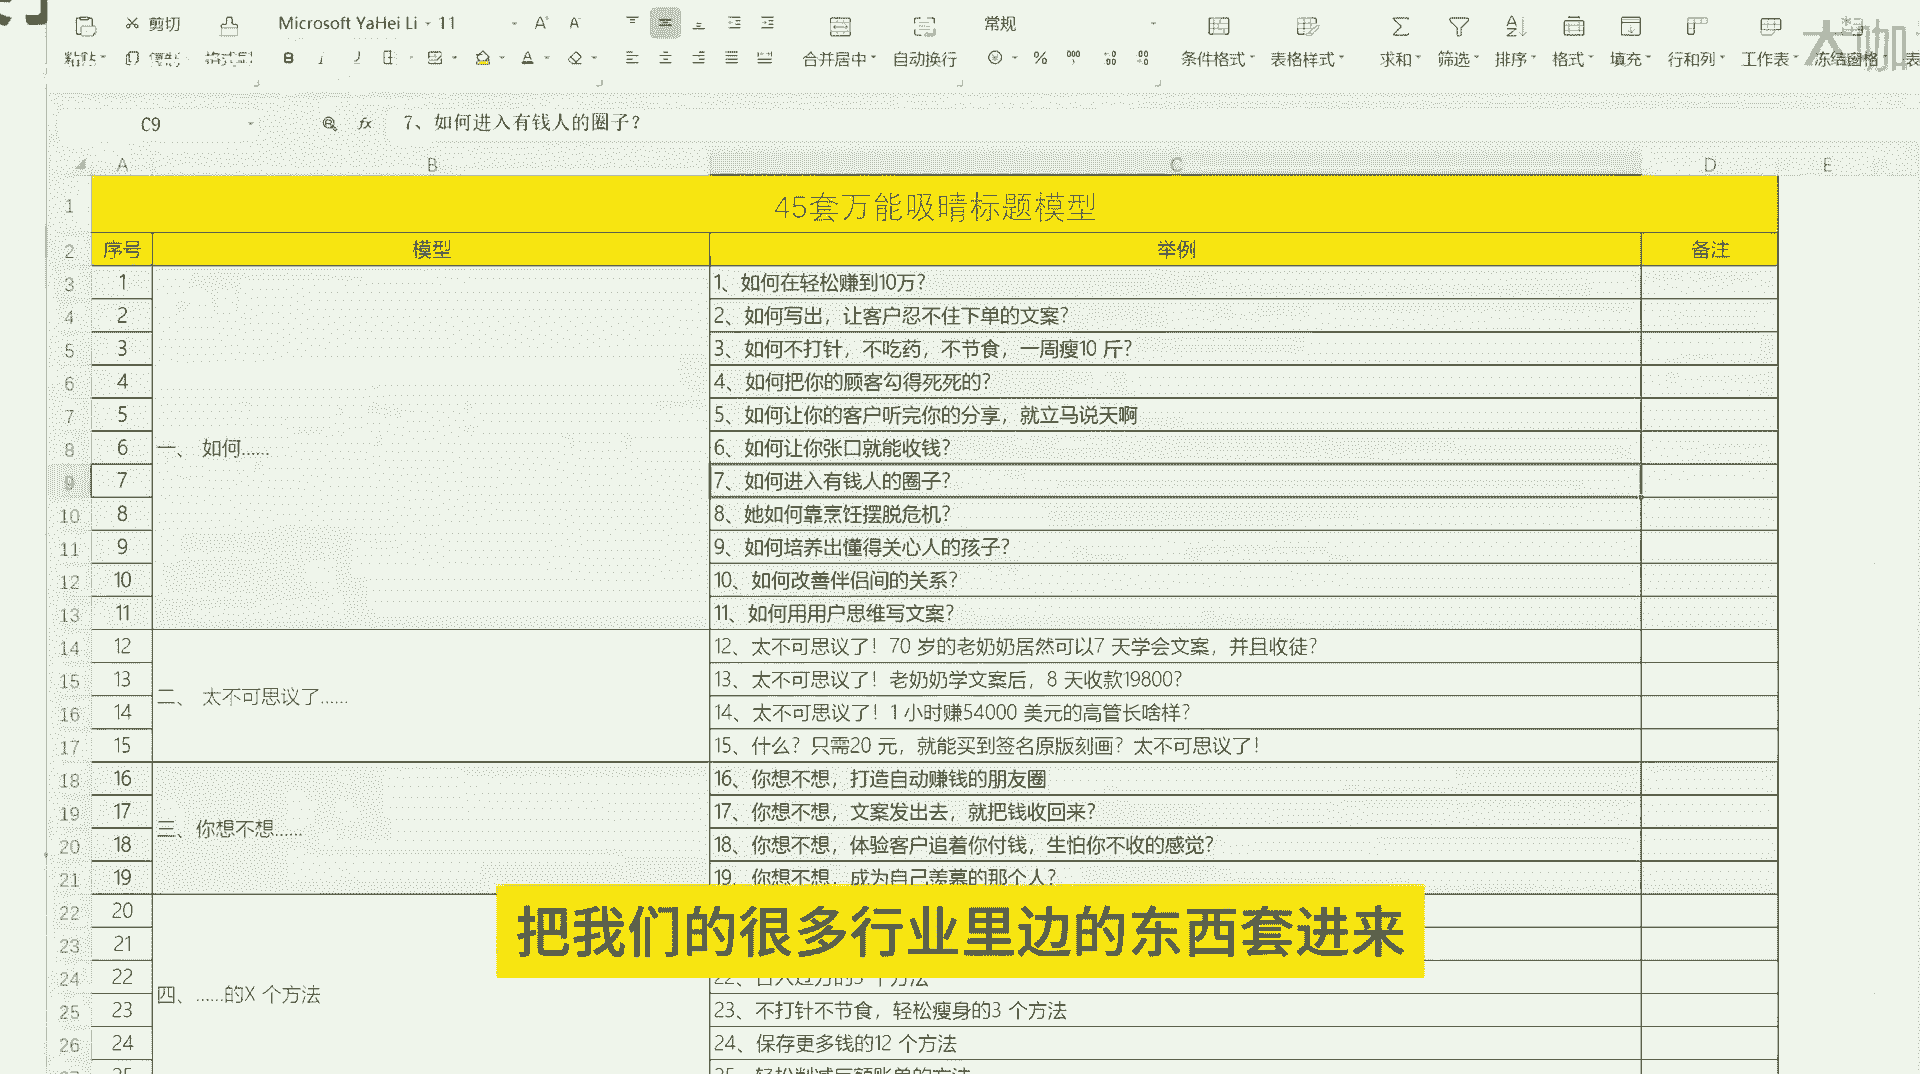 剪切 Microsoft YaHei Li 11 A A 常规
粘贴 复制 格式刷 B I 合并居中 自动换行 % 条件格式 表格样式 求和 筛选 排序 格式 填充 行和列 工作表 冻结窗格
大咖
C9 fx 7、如何进入有钱人的圈子?
A B C D E
1 45套万能吸睛标题模型
2 序号 模型 举例 备注
3 1 1、如何在轻松赚到10万?
4 2 2、如何写出，让客户忍不住下单的文案?
5 3 3、如何不打针，不吃药，不节食，一周瘦10 斤?
6 4 4、如何把你的顾客勾得死死的?
7 5 5、如何让你的客户听完你的分享，就立马说天啊
8 6 一、 如何...... 6、如何让你张口就能收钱?
9 7 7、如何进入有钱人的圈子?
10 8 8、她如何靠烹饪摆脱危机?
11 9 9、如何培养出懂得关心人的孩子?
12 10 10、如何改善伴侣间的关系?
13 11 11、如何用用户思维写文案?
14 12 12、太不可思议了！70 岁的老奶奶居然可以7 天学会文案，并且收徒?
15 13 二、 太不可思议了...... 13、太不可思议了！老奶奶学文案后，8 天收款19800?
16 14 14、太不可思议了！1 小时赚54000 美元的高管长啥样?
17 15 15、什么？只需20 元，就能买到签名原版刻画？太不可思议了！
18 16 16、你想不想，打造自动赚钱的朋友圈
19 17 三、你想不想...... 17、你想不想，文案发出去，就把钱收回来?
20 18 18、你想不想，体验客户追着你付钱，生怕你不收的感觉?
21 19 19、你想不想，成为自己羡慕的那个人?
22 20
23 21
把我们的很多行业里边的东西套进来
24 22 四、......的X 个方法 22、日入过万的3 个方法
25 23 23、不打针不节食，轻松瘦身的3 个方法
26 24 24、保存更多钱的12 个方法